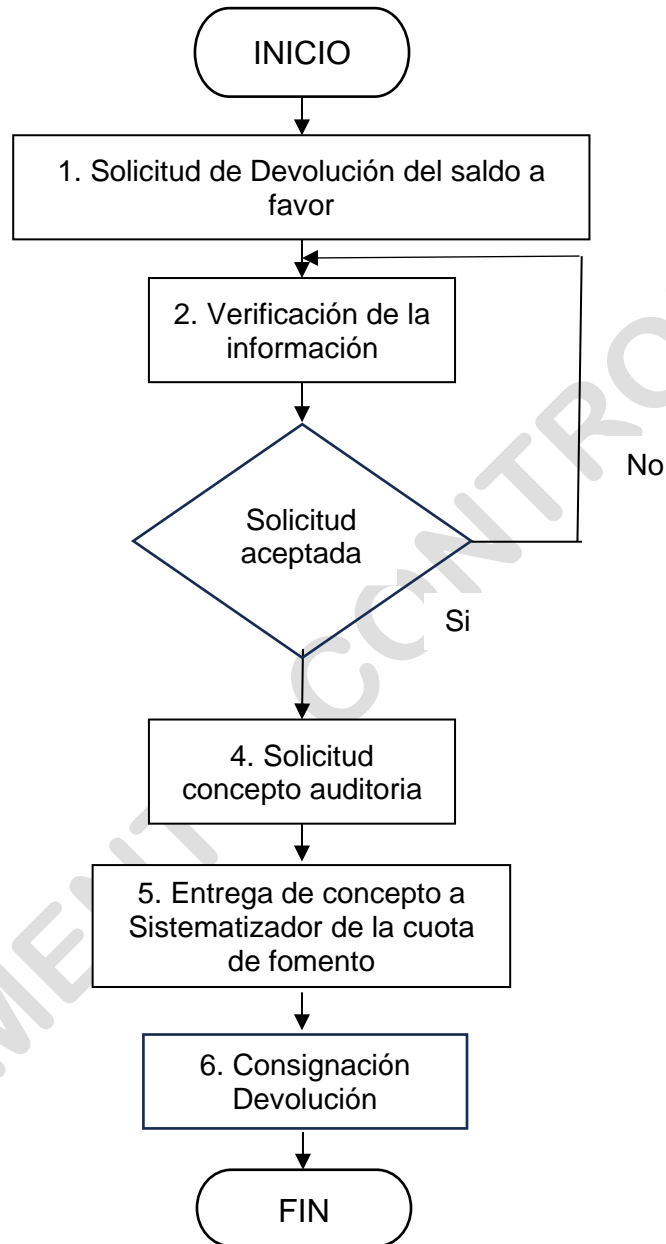 INICIO
1. Solicitud de Devolución del saldo a
favor
2. Verificación de la
información
No
Solicitud
aceptada
Si
4. Solicitud
concepto auditoria
5. Entrega de concepto a
Sistematizador de la cuota
de fomento
6. Consignación
Devolución
FIN